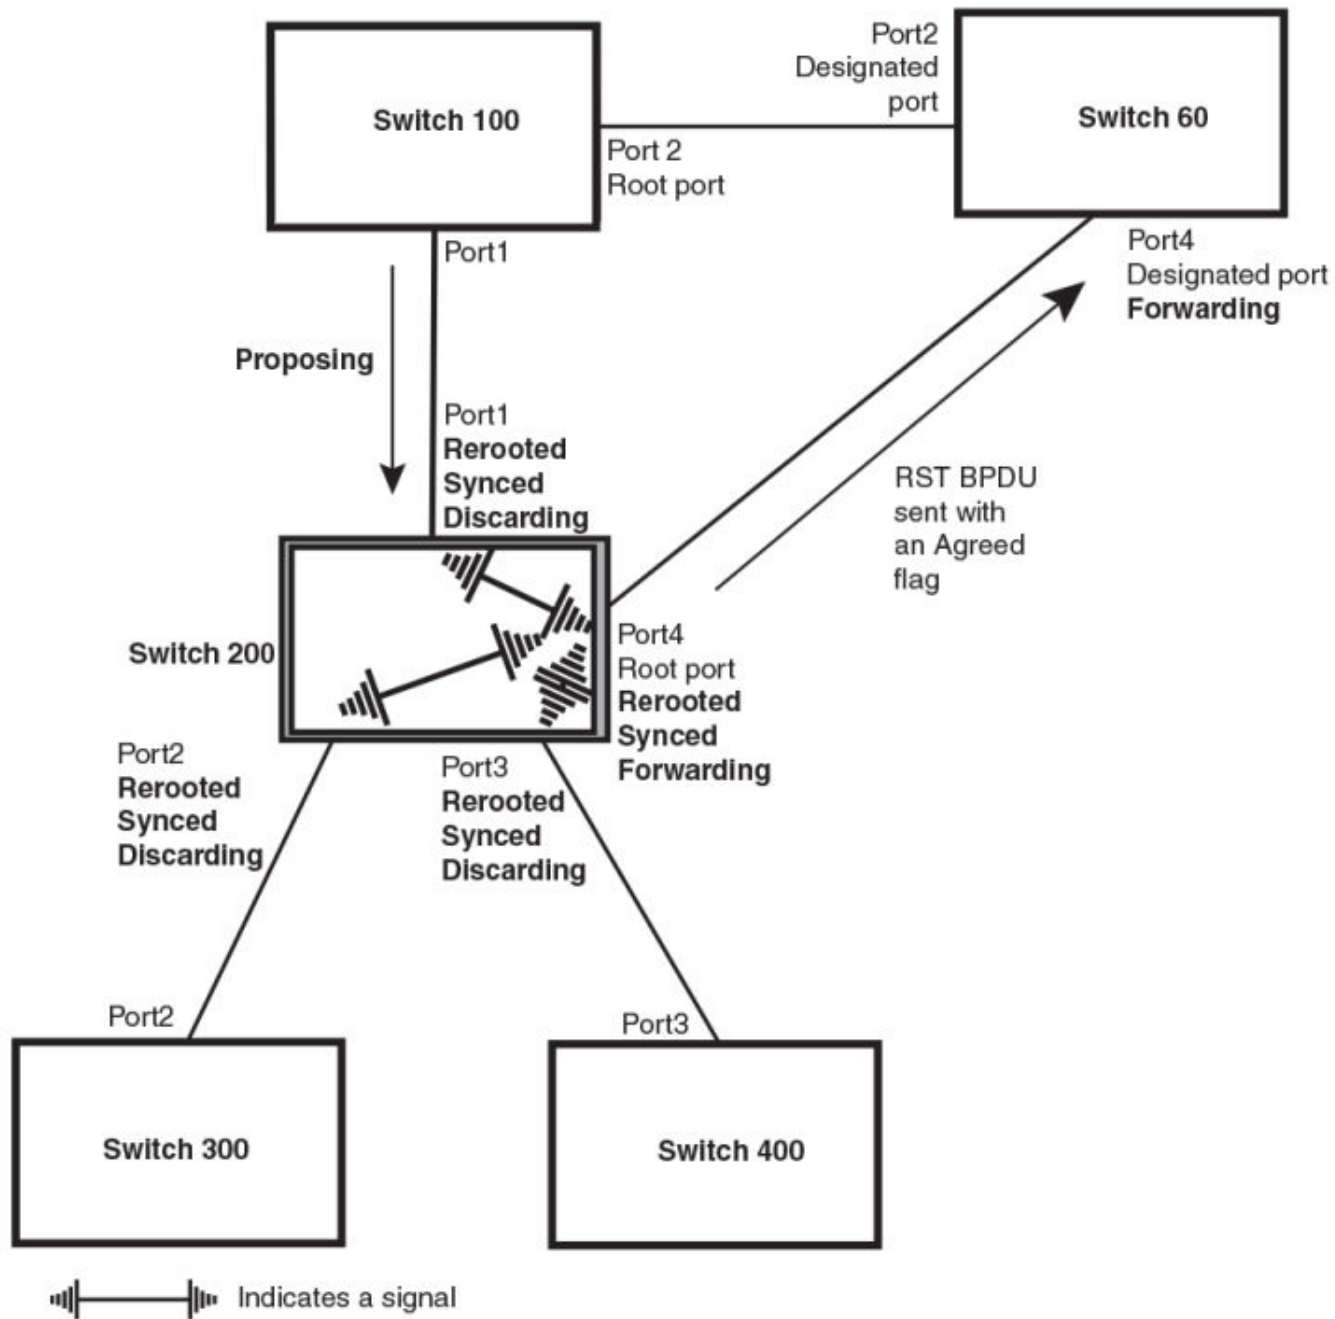 Switch 100
Port2
Designated
port
Switch 60
Port 2
Root port
Port1
Port4
Designated port
Forwarding
Proposing
Port1
Rerooted
Synced
Discarding
RST BPDU
sent with
an Agreed
flag
Switch 200
Port4
Root port
Rerooted
Synced
Forwarding
Port2
Rerooted
Synced
Discarding
Port3
Rerooted
Synced
Discarding
Port2
Port3
Switch 300
Switch 400
Indicates a signal